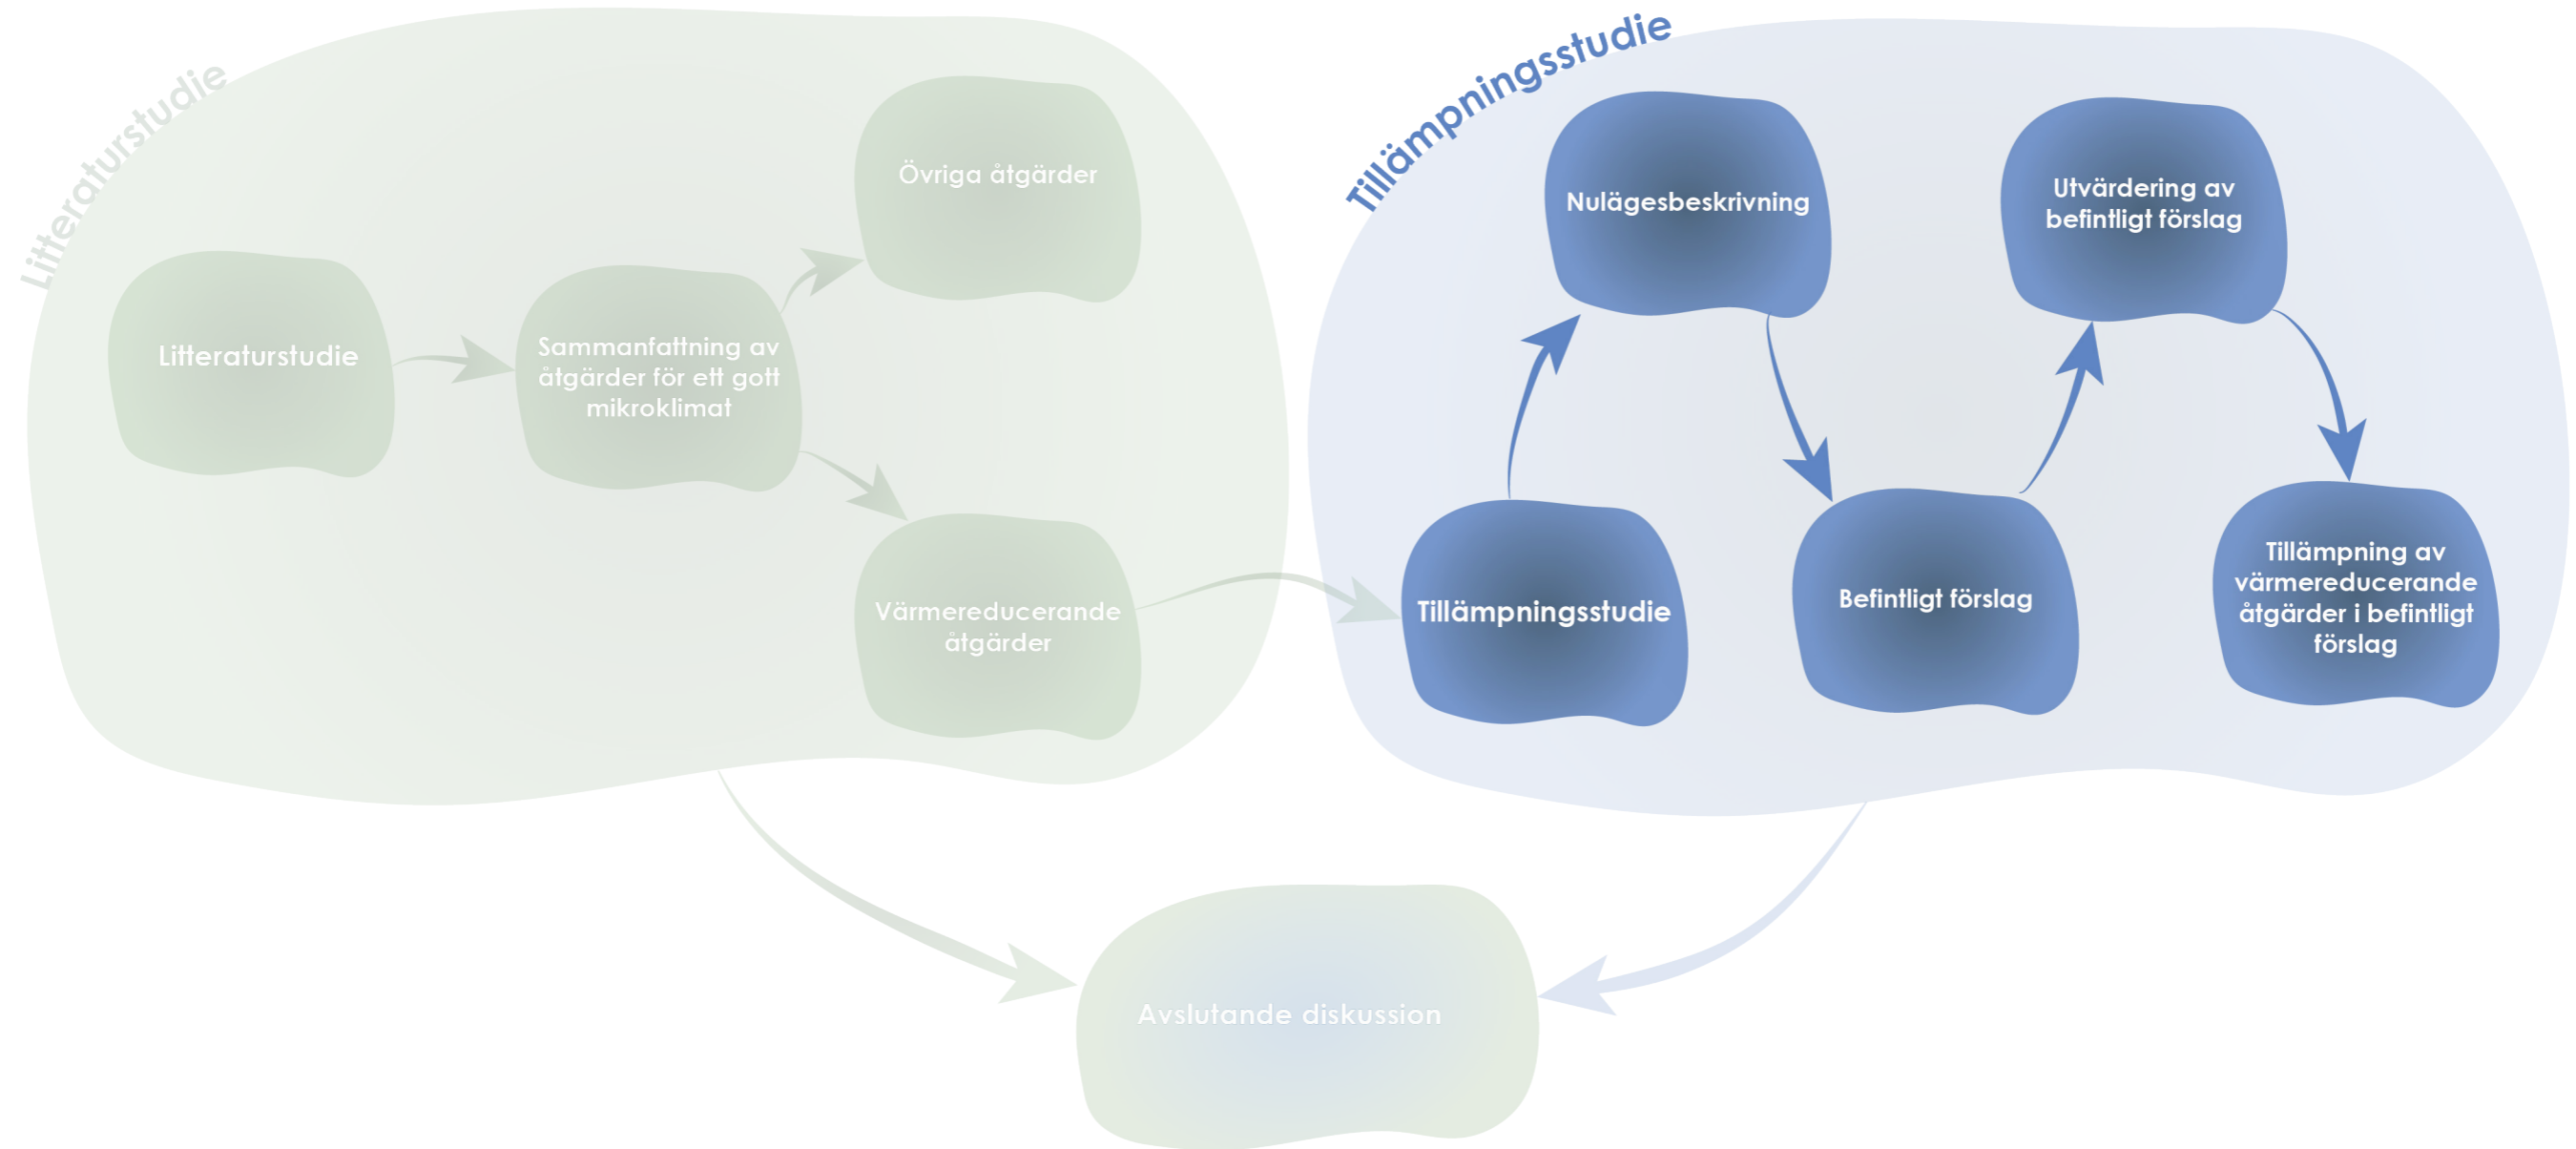 Litteraturstudie
Litteraturstudie
Sammanfattning av
åtgärder för ett gott
mikroklimat
Övriga åtgärder
Värmereducerande
åtgärder
Tillämpningsstudie
Tillämpningsstudie
Nulägesbeskrivning
Befintligt förslag
Utvärdering av
befintligt förslag
Tillämpning av
värmereducerande
åtgärder i befintligt
förslag
Avslutande diskussion